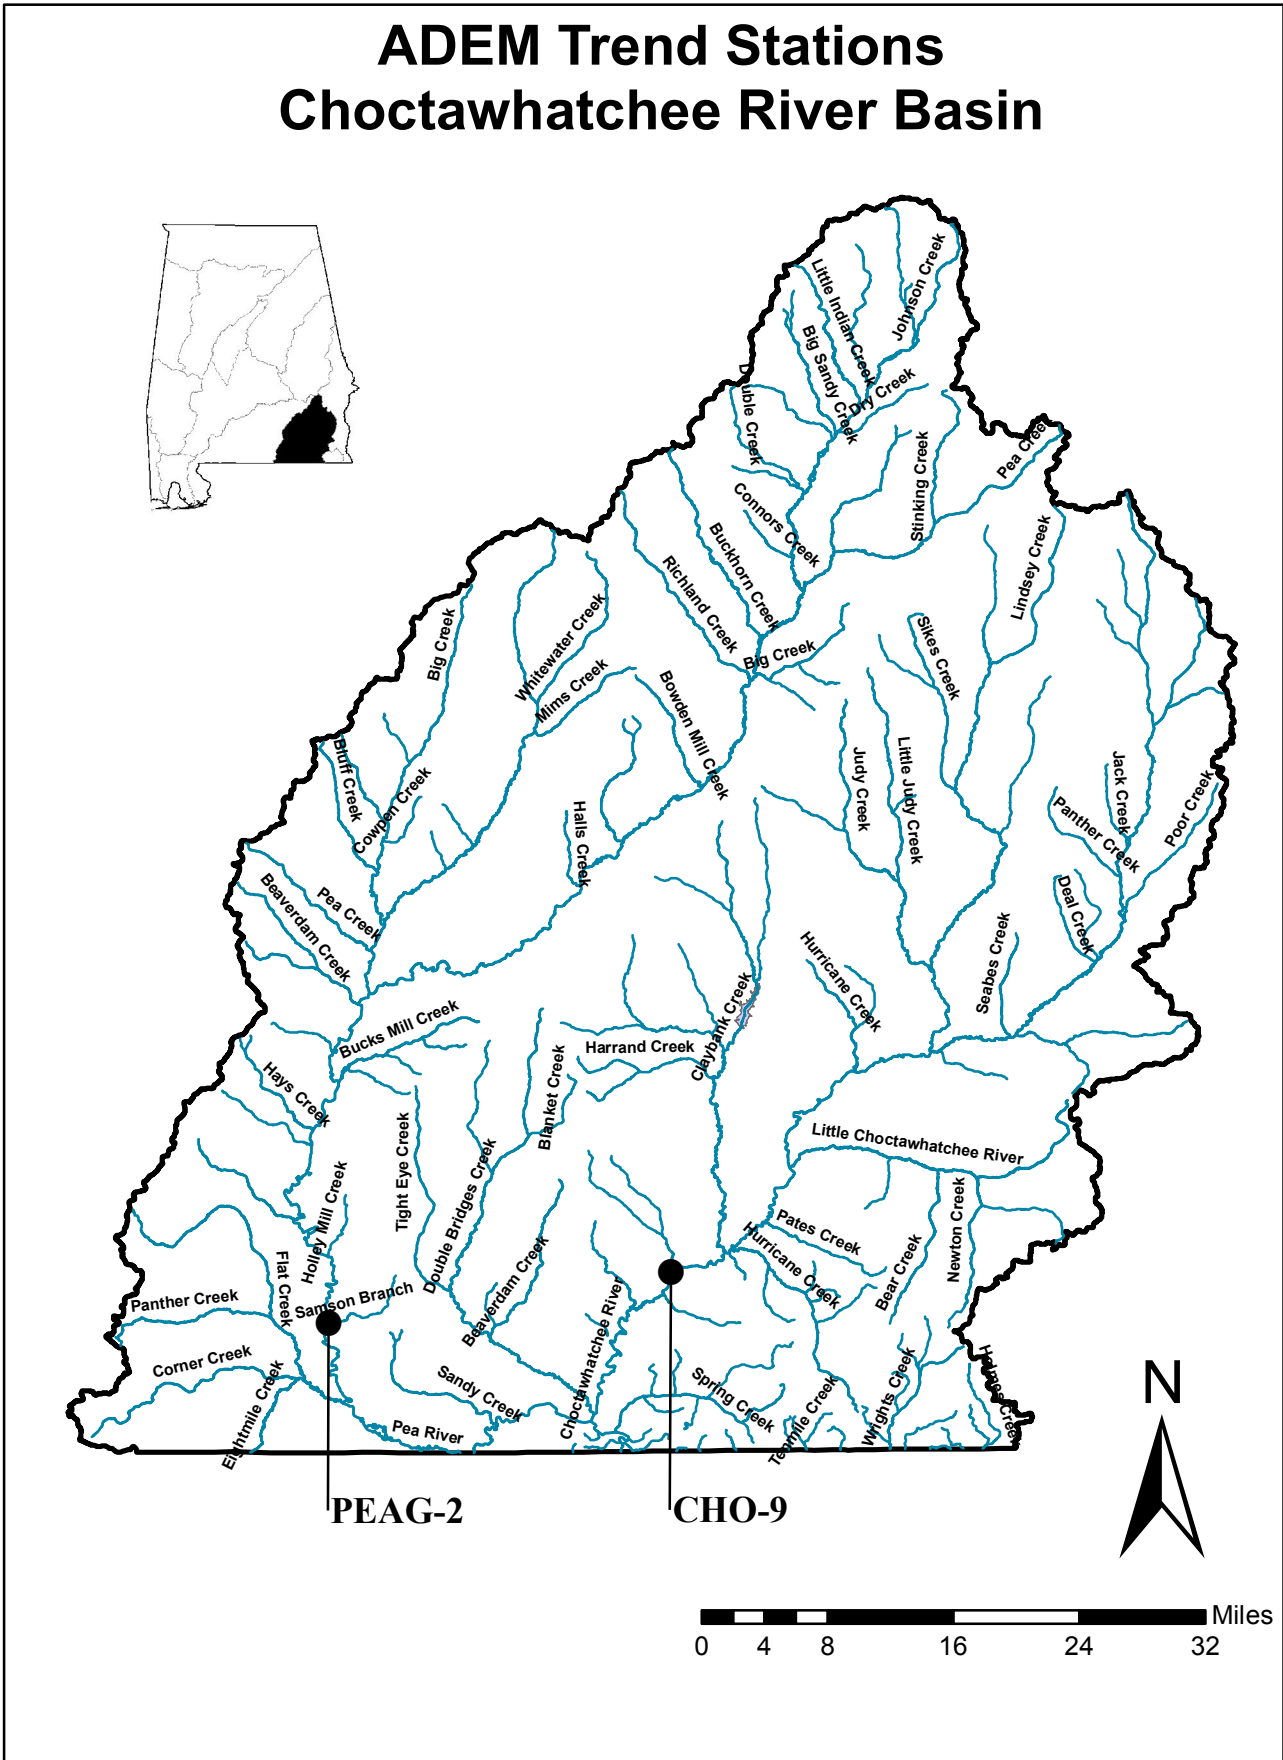 ADEM Trend Stations
Choctawhatchee River Basin
Johnson Creek
Little Indian Creek
Big Sandy Creek
Dry Creek
Double Creek
Pea Creek
Stinking Creek
Connors Creek
Buckhorn Creek
Lindsey Creek
Richland Creek
Whitewater Creek
Big Creek
Big Creek
Sikes Creek
Mims Creek
Bowden Mill Creek
Bluff Creek
Cowpen Creek
Judy Creek
Little Judy Creek
Jack Creek
Poor Creek
Panther Creek
Halls Creek
Beaverdam Creek
Pea Creek
Deal Creek
Seabes Creek
Hurricane Creek
Claybank Creek
Bucks Mill Creek
Harrand Creek
Hays Creek
Blanket Creek
Tight Eye Creek
Little Choctawhatchee River
Double Bridges Creek
Holley Mill Creek
Newton Creek
Pates Creek
Hurricane Creek
Bear Creek
Beaverdam Creek
Flat Creek
Samson Branch
Panther Creek
Choctawhatchee River
Corner Creek
Eightmile Creek
Sandy Creek
Spring Creek
Tenmile Creek
Wrights Creek
Holmes Creek
Pea River
N
PEAG-2
CHO-9
Miles
0 4 8 16 24 32